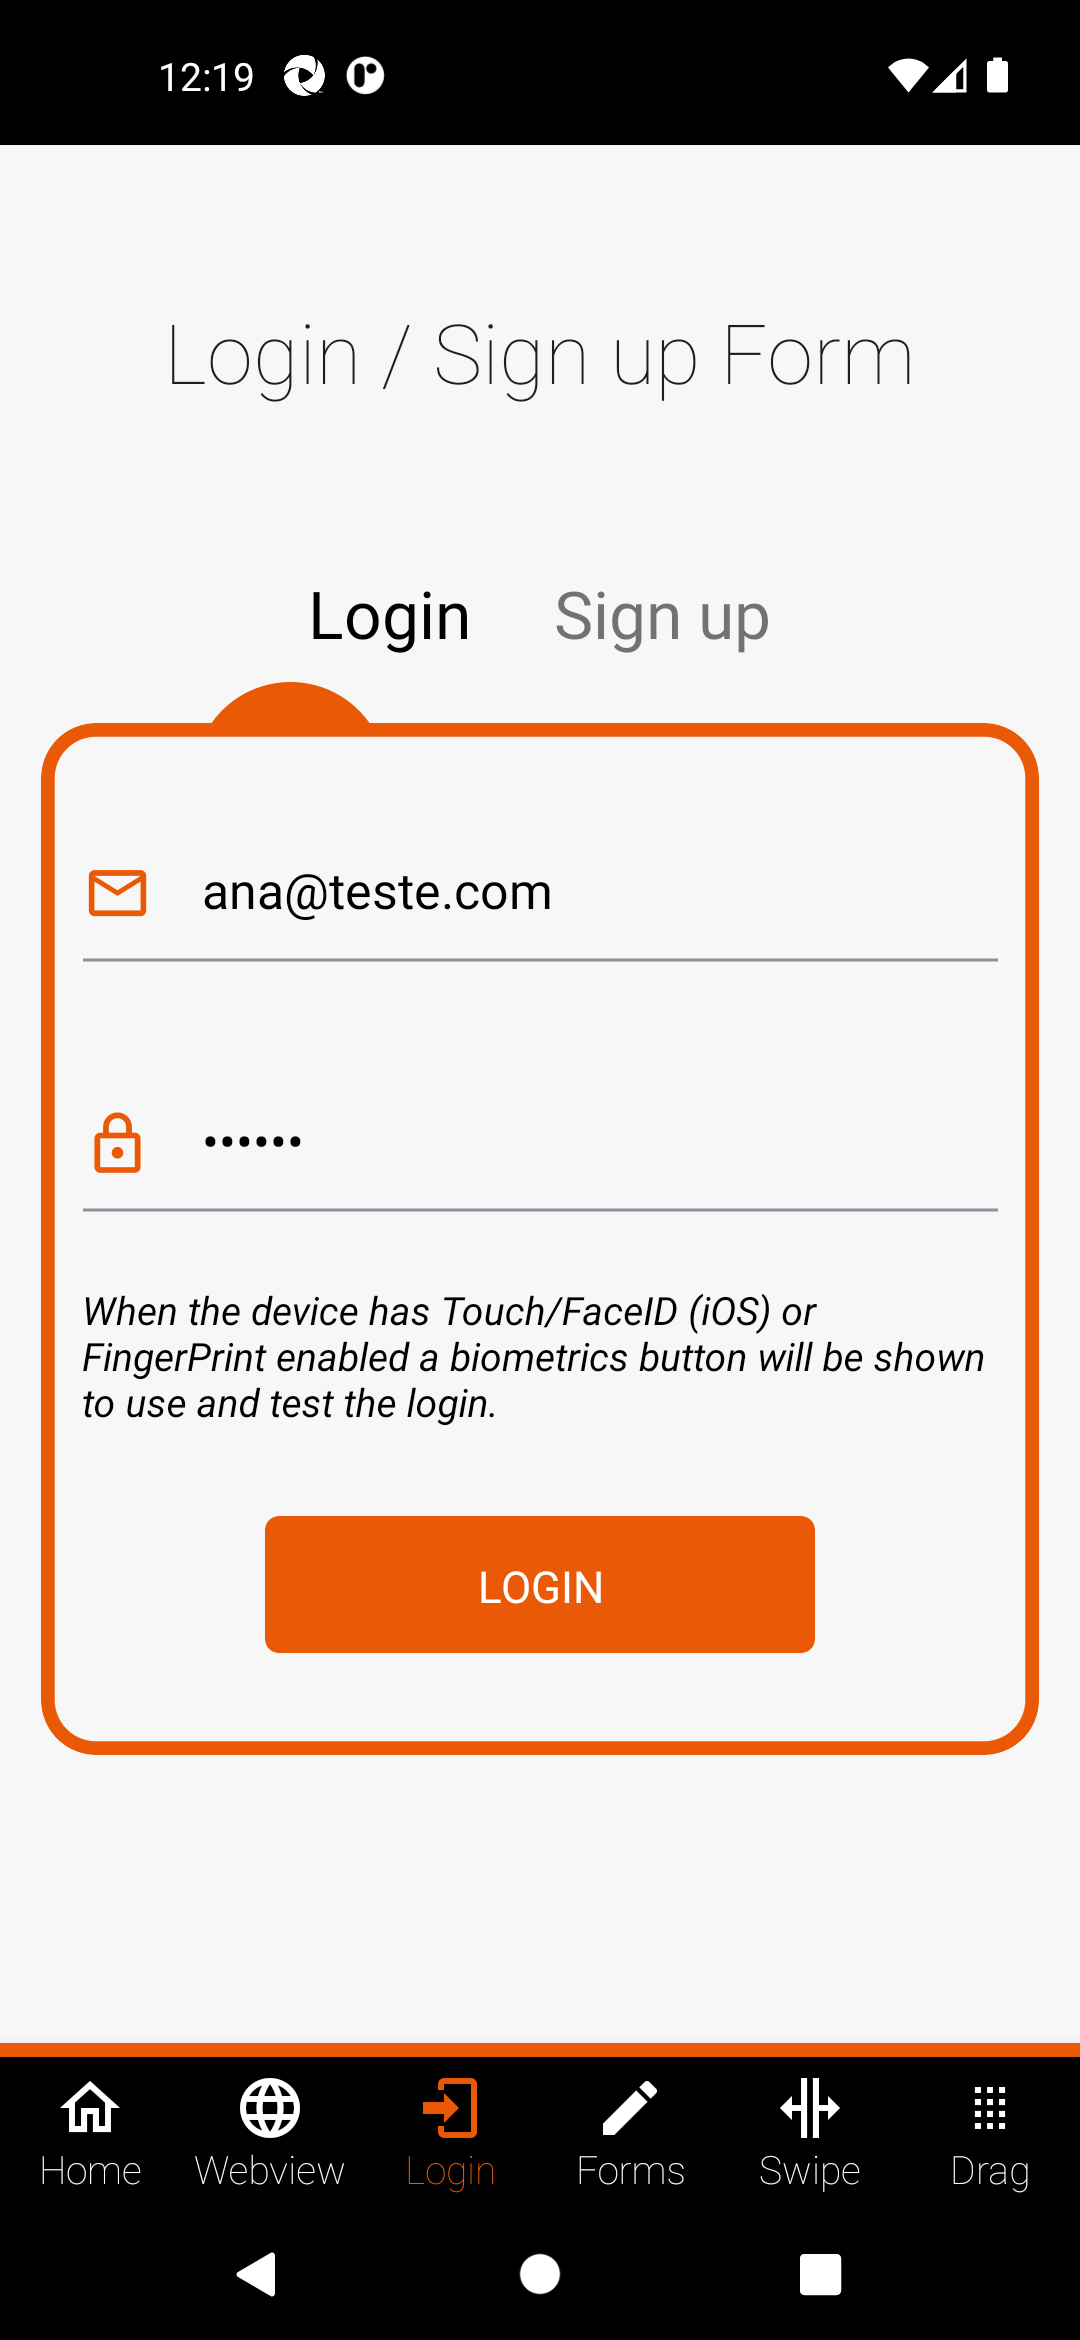 12:19
Login / Sign up Form
Login Sign up
ana@teste.com
••••••
When the device has Touch/FaceID (iOS) or
FingerPrint enabled a biometrics button will be shown
to use and test the login.
LOGIN
Home Webview Login Forms Swipe Drag